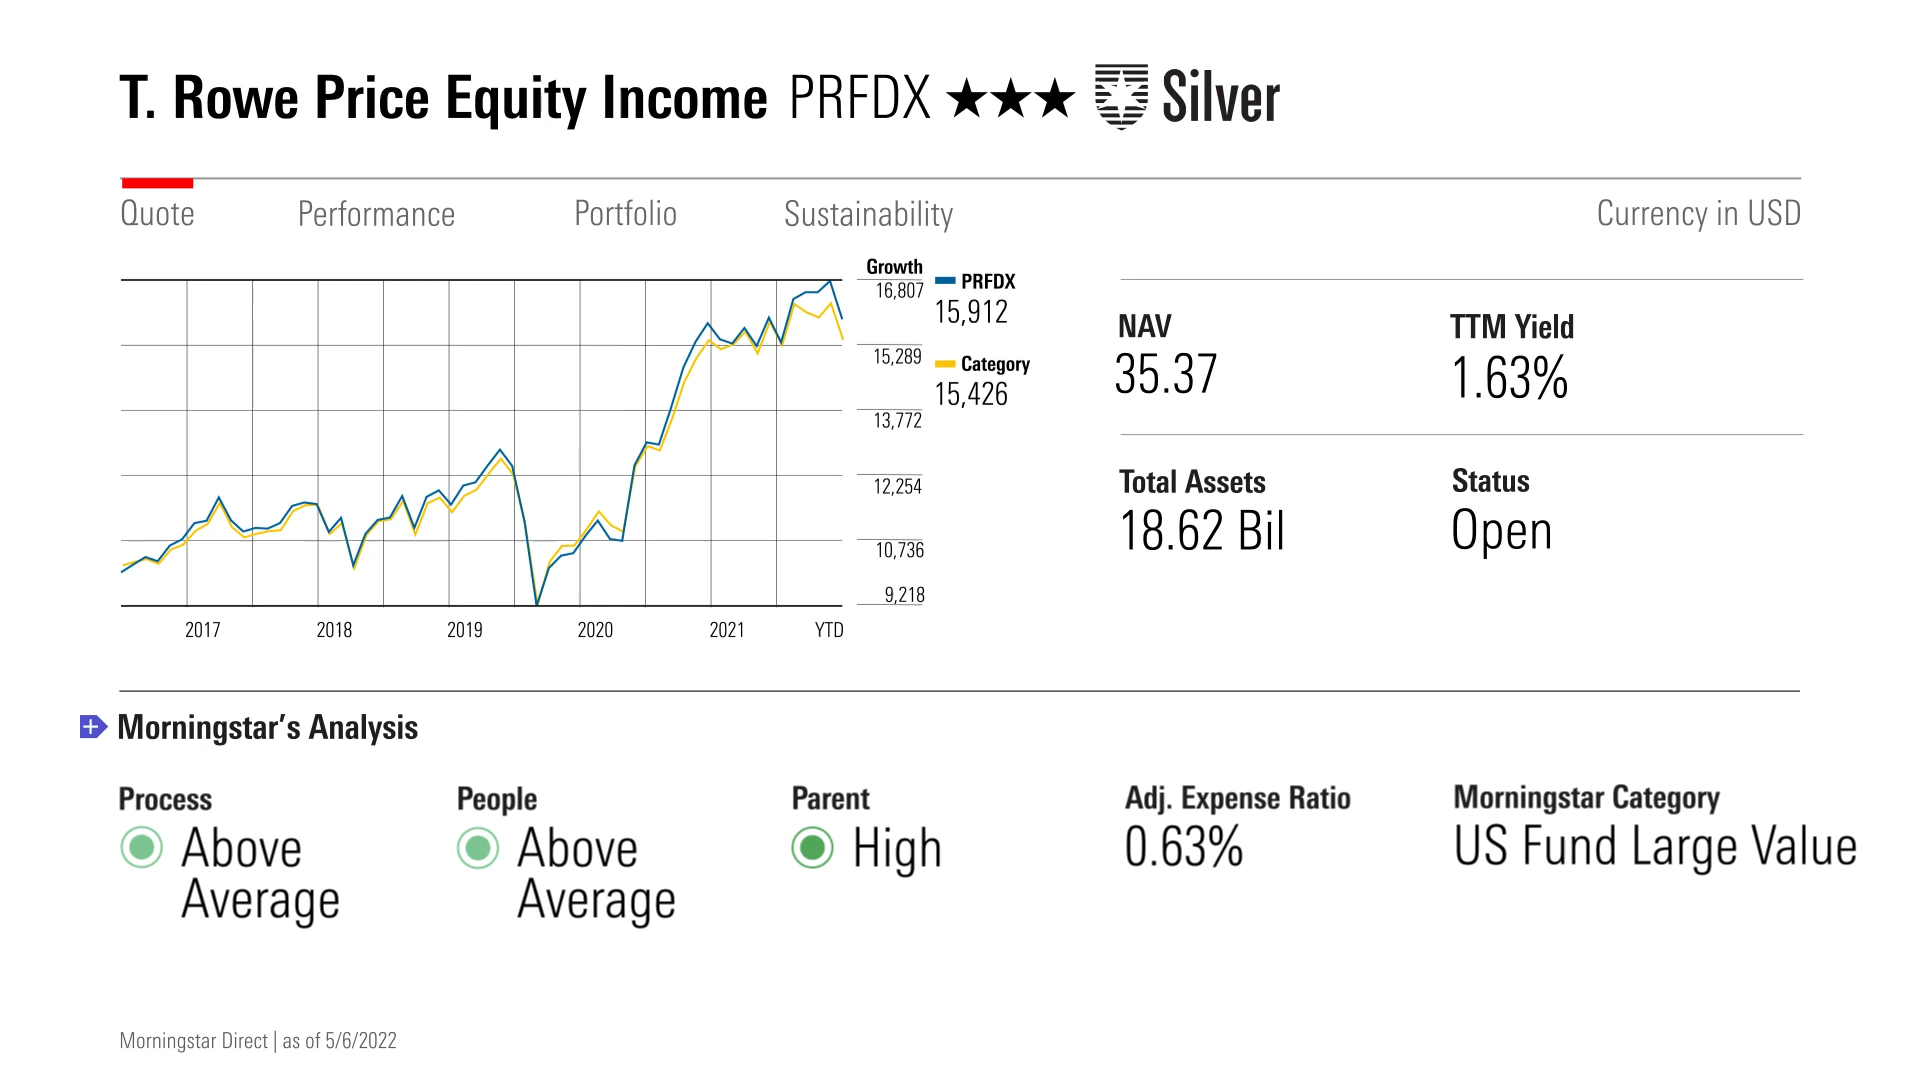 T. Rowe Price Equity Income PRFDX ★★★ Silver
Quote Performance Portfolio Sustainability Currency in USD
Growth
16,807
15,289
13,772
12,254
10,736
9,218
PRFDX
15,912
Category
15,426
2017 2018 2019 2020 2021 YTD
NAV
35.37
TTM Yield
1.63%
Total Assets
18.62 Bil
Status
Open
Morningstar’s Analysis
Process
Above
Average
People
Above
Average
Parent
High
Adj. Expense Ratio
0.63%
Morningstar Category
US Fund Large Value
Morningstar Direct | as of 5/6/2022